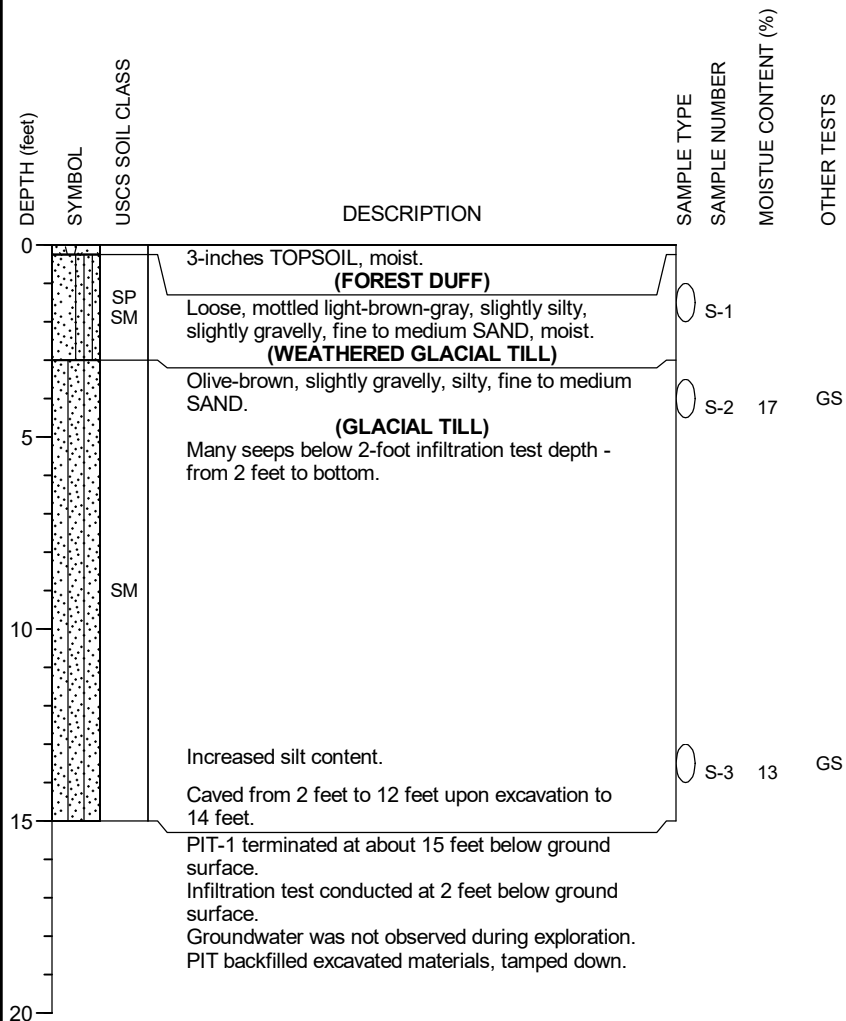 DEPTH (feet)
SYMBOL
USCS SOIL CLASS
DESCRIPTION
SAMPLE TYPE
SAMPLE NUMBER
MOISTUE CONTENT (%)
OTHER TESTS
0
3-inches TOPSOIL, moist.
(FOREST DUFF)
SP
SM
Loose, mottled light-brown-gray, slightly silty,
slightly gravelly, fine to medium SAND, moist.
(WEATHERED GLACIAL TILL)
S-1
Olive-brown, slightly gravelly, silty, fine to medium
SAND.
S-2 17 GS
(GLACIAL TILL)
5
Many seeps below 2-foot infiltration test depth -
from 2 feet to bottom.
SM
10
Increased silt content.
S-3 13 GS
Caved from 2 feet to 12 feet upon excavation to
14 feet.
15
PIT-1 terminated at about 15 feet below ground
surface.
Infiltration test conducted at 2 feet below ground
surface.
Groundwater was not observed during exploration.
PIT backfilled excavated materials, tamped down.
20